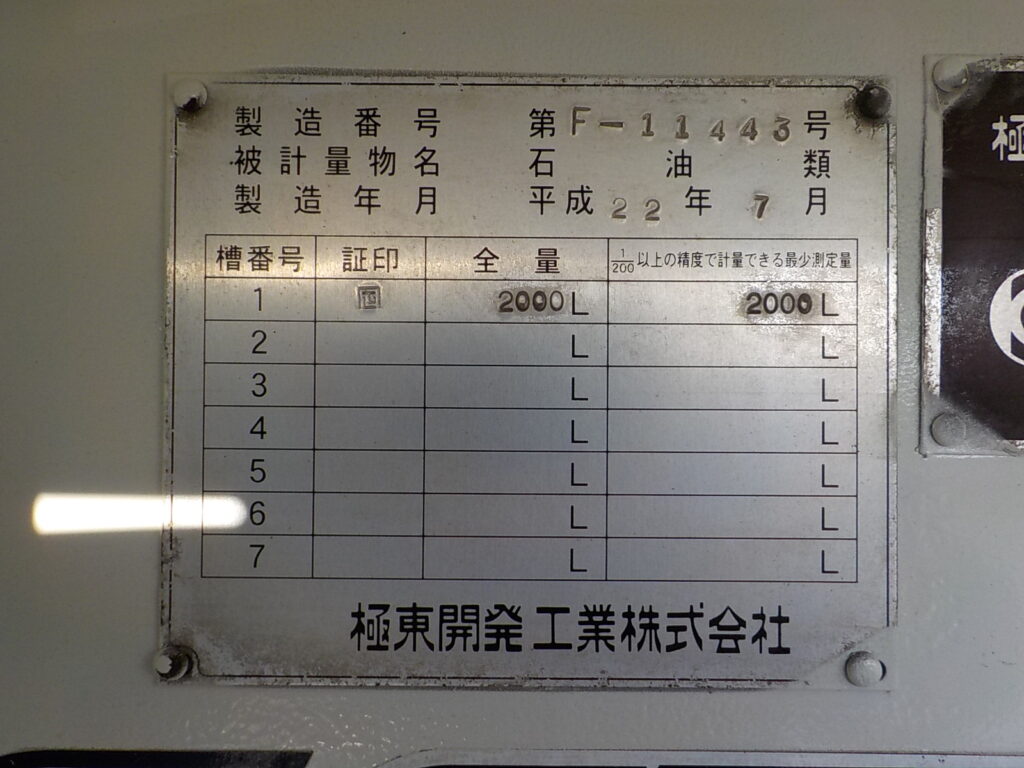 製造番号 第F-11443号
被計量物名 石油類
製造年月 平成22年7月
槽番号 証印 全量 1/200以上の精度で計量できる最少測定量
1 国 2000L 2000L
2 L L
3 L L
4 L L
5 L L
6 L L
7 L L
極東開発工業株式会社
極